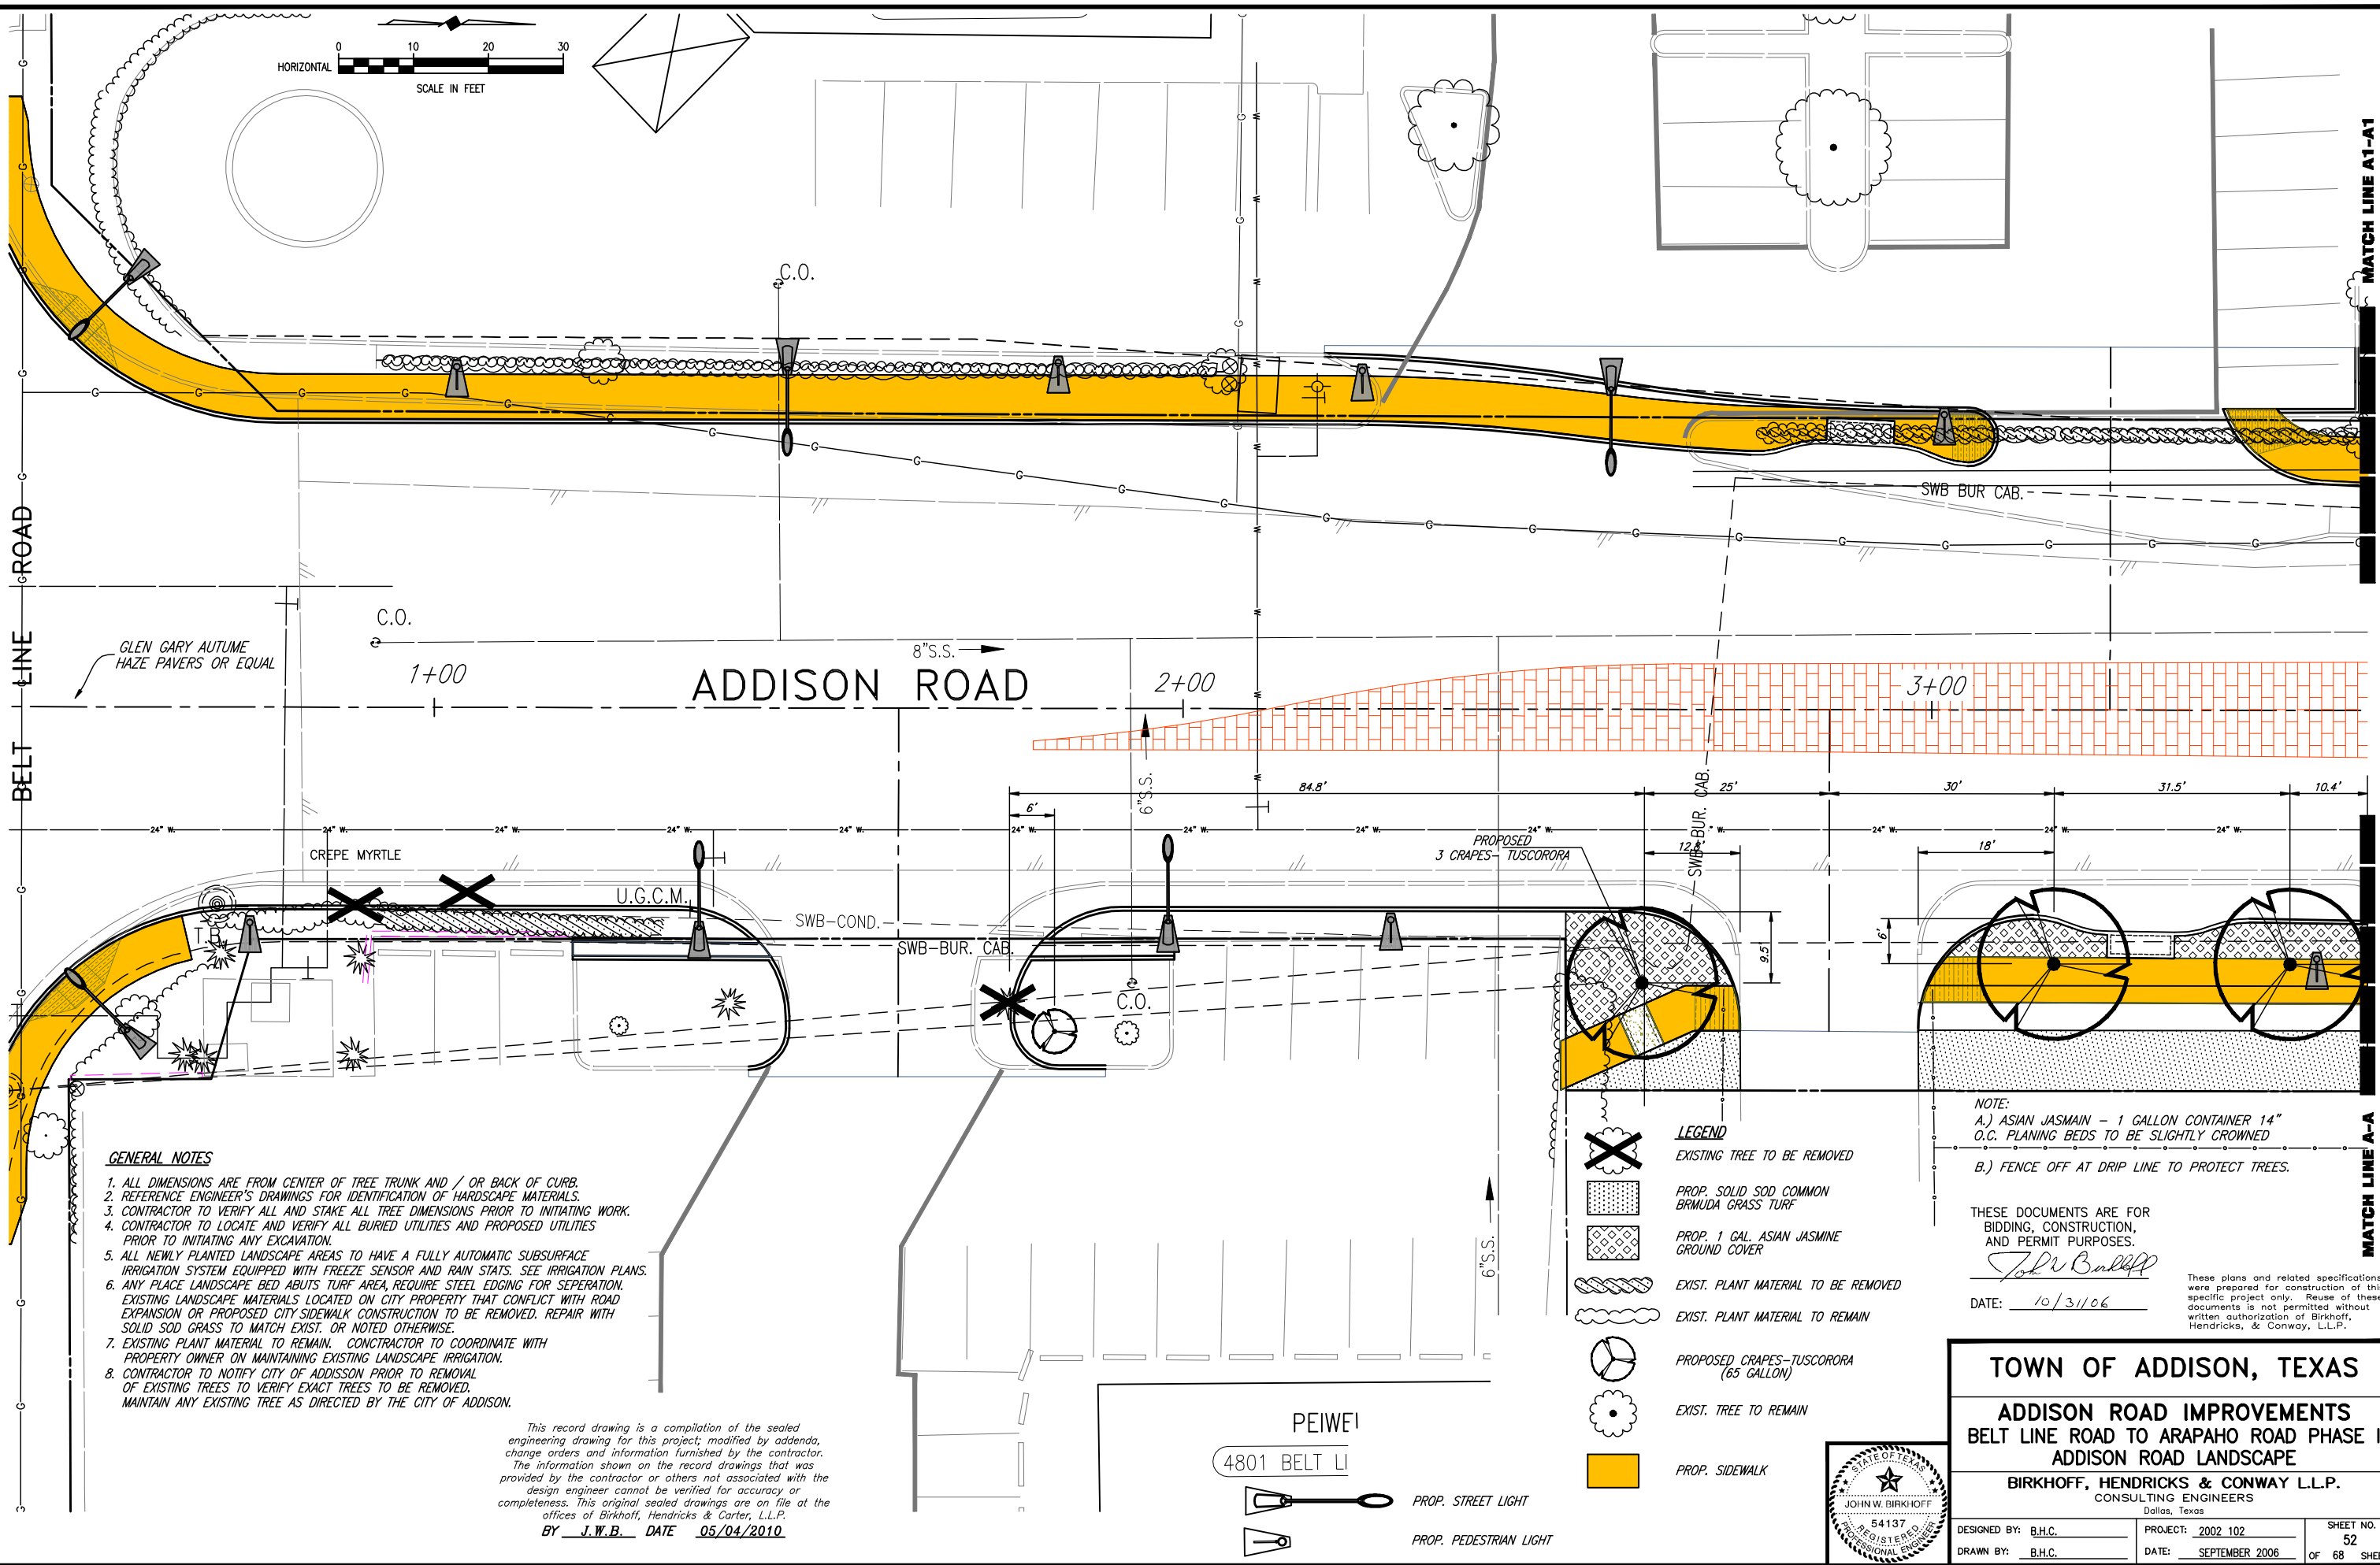 0 10 20 30
HORIZONTAL
SCALE IN FEET
MATCH LINE A1-A1
C.O.
SWB BUR CAB.
BELT LINE ROAD
GLEN GARY AUTUME
HAZE PAVERS OR EQUAL
C.O.
1+00
8"S.S.
ADDISON ROAD
2+00
3+00
6"S.S.
SWB-BUR. CAB.
84.8'
25'
30'
31.5'
10.4'
6'
24" W. 24" W. 24" W. 24" W. 24" W. 24" W. 24" W. 24" W. 24" W. " W. 24" W. 24" W. 24" W.
CREPE MYRTLE
PROPOSED
3 CRAPES- TUSCORORA
18'
U.G.C.M.
SWB-COND.
SWB-BUR. CAB.
9.5'
6'
C.O.
GENERAL NOTES
1. ALL DIMENSIONS ARE FROM CENTER OF TREE TRUNK AND / OR BACK OF CURB.
2. REFERENCE ENGINEER'S DRAWINGS FOR IDENTIFICATION OF HARDSCAPE MATERIALS.
3. CONTRACTOR TO VERIFY ALL AND STAKE ALL TREE DIMENSIONS PRIOR TO INITIATING WORK.
4. CONTRACTOR TO LOCATE AND VERIFY ALL BURIED UTILITIES AND PROPOSED UTILITIES
PRIOR TO INITIATING ANY EXCAVATION.
5. ALL NEWLY PLANTED LANDSCAPE AREAS TO HAVE A FULLY AUTOMATIC SUBSURFACE
IRRIGATION SYSTEM EQUIPPED WITH FREEZE SENSOR AND RAIN STATS. SEE IRRIGATION PLANS.
6. ANY PLACE LANDSCAPE BED ABUTS TURF AREA, REQUIRE STEEL EDGING FOR SEPERATION.
EXISTING LANDSCAPE MATERIALS LOCATED ON CITY PROPERTY THAT CONFLICT WITH ROAD
EXPANSION OR PROPOSED CITY SIDEWALK CONSTRUCTION TO BE REMOVED. REPAIR WITH
SOLID SOD GRASS TO MATCH EXIST. OR NOTED OTHERWISE.
7. EXISTING PLANT MATERIAL TO REMAIN. CONCTRACTOR TO COORDINATE WITH
PROPERTY OWNER ON MAINTAINING EXISTING LANDSCAPE IRRIGATION.
8. CONTRACTOR TO NOTIFY CITY OF ADDISSON PRIOR TO REMOVAL
OF EXISTING TREES TO VERIFY EXACT TREES TO BE REMOVED.
MAINTAIN ANY EXISTING TREE AS DIRECTED BY THE CITY OF ADDISON.
This record drawing is a compilation of the sealed
engineering drawing for this project; modified by addenda,
change orders and information furnished by the contractor.
The information shown on the record drawings that was
provided by the contractor or others not associated with the
design engineer cannot be verified for accuracy or
completeness. This original sealed drawings are on file at the
offices of Birkhoff, Hendricks & Carter, L.L.P.
BY J.W.B. DATE 05/04/2010
PEIWEI
4801 BELT LI
6"S.S.
LEGEND
EXISTING TREE TO BE REMOVED
PROP. SOLID SOD COMMON
BRMUDA GRASS TURF
PROP. 1 GAL. ASIAN JASMINE
GROUND COVER
EXIST. PLANT MATERIAL TO BE REMOVED
EXIST. PLANT MATERIAL TO REMAIN
PROPOSED CRAPES-TUSCORORA
(65 GALLON)
EXIST. TREE TO REMAIN
PROP. SIDEWALK
PROP. STREET LIGHT
PROP. PEDESTRIAN LIGHT
NOTE:
A.) ASIAN JASMAIN - 1 GALLON CONTAINER 14"
O.C. PLANING BEDS TO BE SLIGHTLY CROWNED
B.) FENCE OFF AT DRIP LINE TO PROTECT TREES.
MATCH LINE A-A
THESE DOCUMENTS ARE FOR
BIDDING, CONSTRUCTION,
AND PERMIT PURPOSES.
John W Birkhoff
DATE: 10/31/06
These plans and related specifications
were prepared for construction of this
specific project only. Reuse of these
documents is not permitted without
written authorization of Birkhoff,
Hendricks, & Conway, L.L.P.
TOWN OF ADDISON, TEXAS
ADDISON ROAD IMPROVEMENTS
BELT LINE ROAD TO ARAPAHO ROAD PHASE I
ADDISON ROAD LANDSCAPE
BIRKHOFF, HENDRICKS & CONWAY L.L.P.
CONSULTING ENGINEERS
Dallas, Texas
DESIGNED BY: B.H.C. PROJECT: 2002 102 SHEET NO.
52
DRAWN BY: B.H.C. DATE: SEPTEMBER 2006 OF 68 SHE
STATE OF TEXAS
JOHN W. BIRKHOFF
54137
REGISTERED
PROFESSIONAL ENGINEER